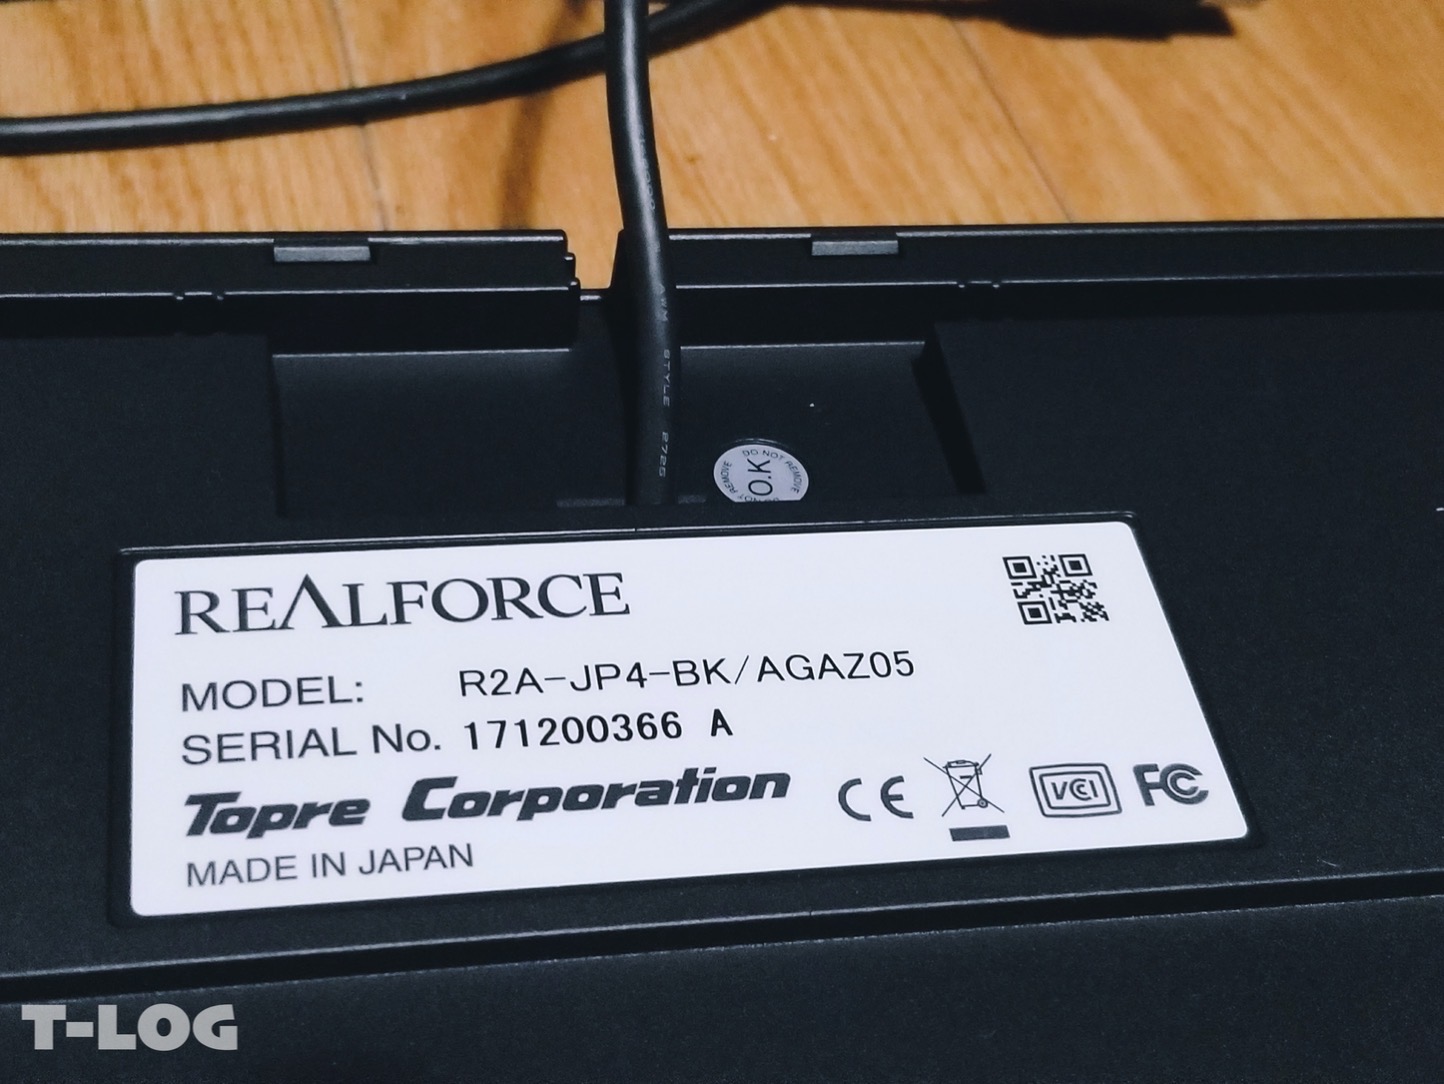 AWM STYLE 2725
DO NOT REMOVE
O.K
REALFORCE
MODEL: R2A-JP4-BK/AGAZ05
SERIAL No. 171200366 A
Topre Corporation
CE VCI FC
MADE IN JAPAN
T-LOG